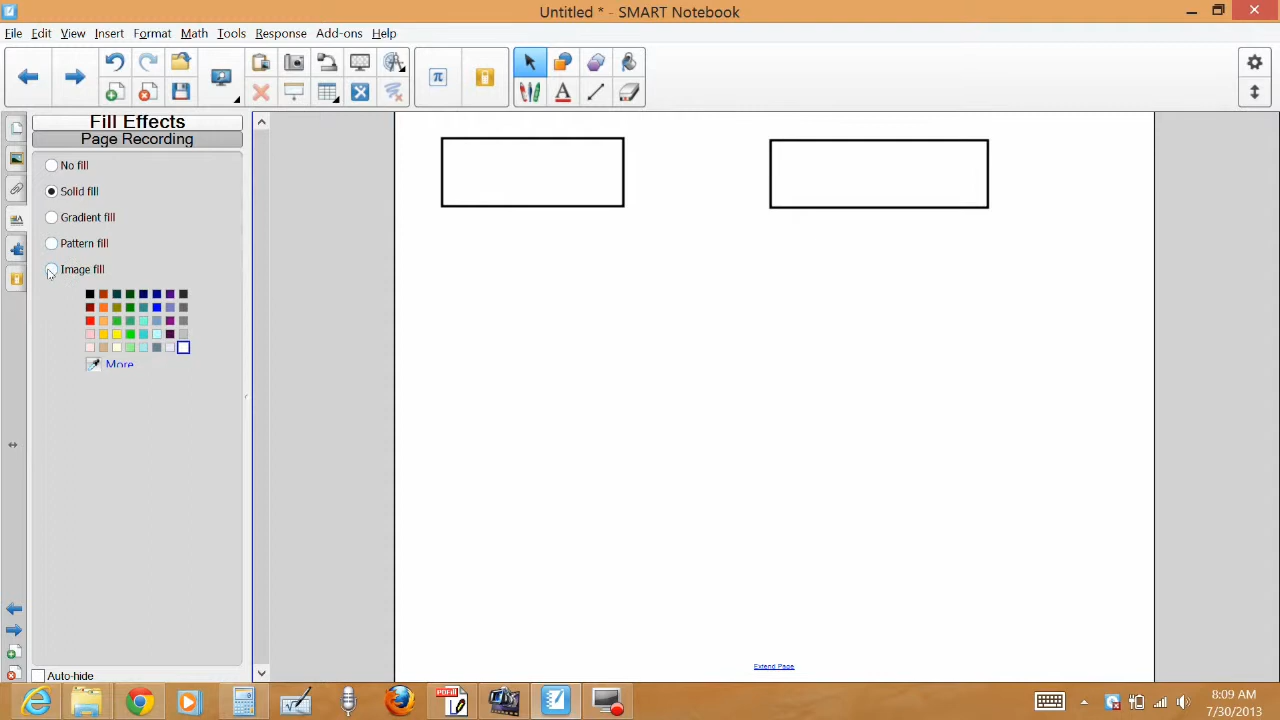 Untitled * - SMART Notebook
File Edit View Insert Format Math Tools Response Add-ons Help
π
A
Fill Effects
Page Recording
No fill
Solid fill
Gradient fill
Pattern fill
Image fill
More
Extend Page
Auto-hide
PDFill
8:09 AM
7/30/2013